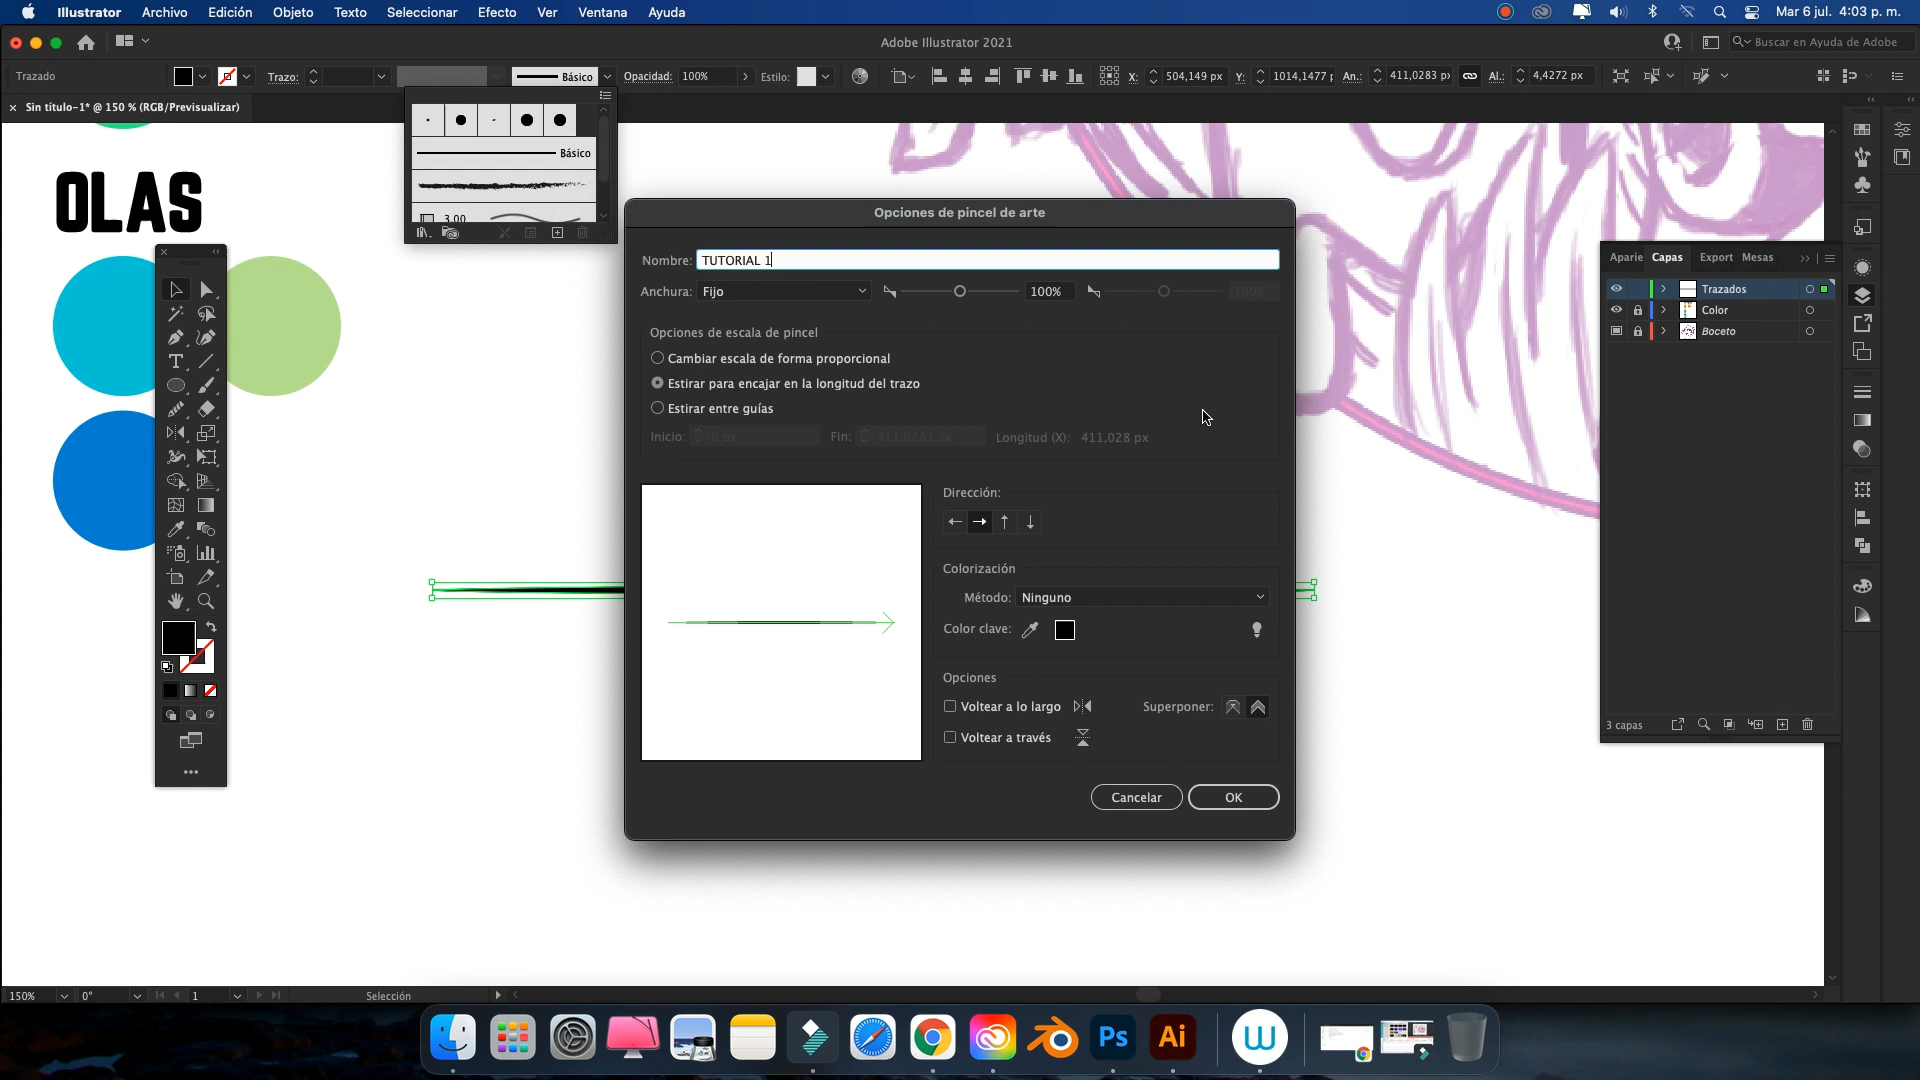 Illustrator Archivo Edición Objeto Texto Seleccionar Efecto Ver Ventana Ayuda Mar 6 jul. 4:03 p. m.
Adobe Illustrator 2021 Buscar en Ayuda de Adobe
Trazado Trazo: Básico Opacidad: 100% Estilo: X: 504,149 px Y: 1014,1477 p An.: 411,0283 p Al.: 4,4272 px
× Sin título-1* @ 150 % (RGB/Previsualizar)
Básico
3.00
OLAS
Opciones de pincel de arte
Nombre: TUTORIAL 1
Anchura: Fijo 100% 100%
Opciones de escala de pincel
Cambiar escala de forma proporcional
Estirar para encajar en la longitud del trazo
Estirar entre guías
Inicio: 0 px Fin: 411,0283 px Longitud (X): 411,028 px
Dirección:
Colorización
Método: Ninguno
Color clave:
Opciones
Voltear a lo largo Superponer:
Voltear a través
Cancelar OK
Aparie Capas Export Mesas
Trazados
Color
Boceto
3 capas
150% 0° 1 Selección
Ps Ai